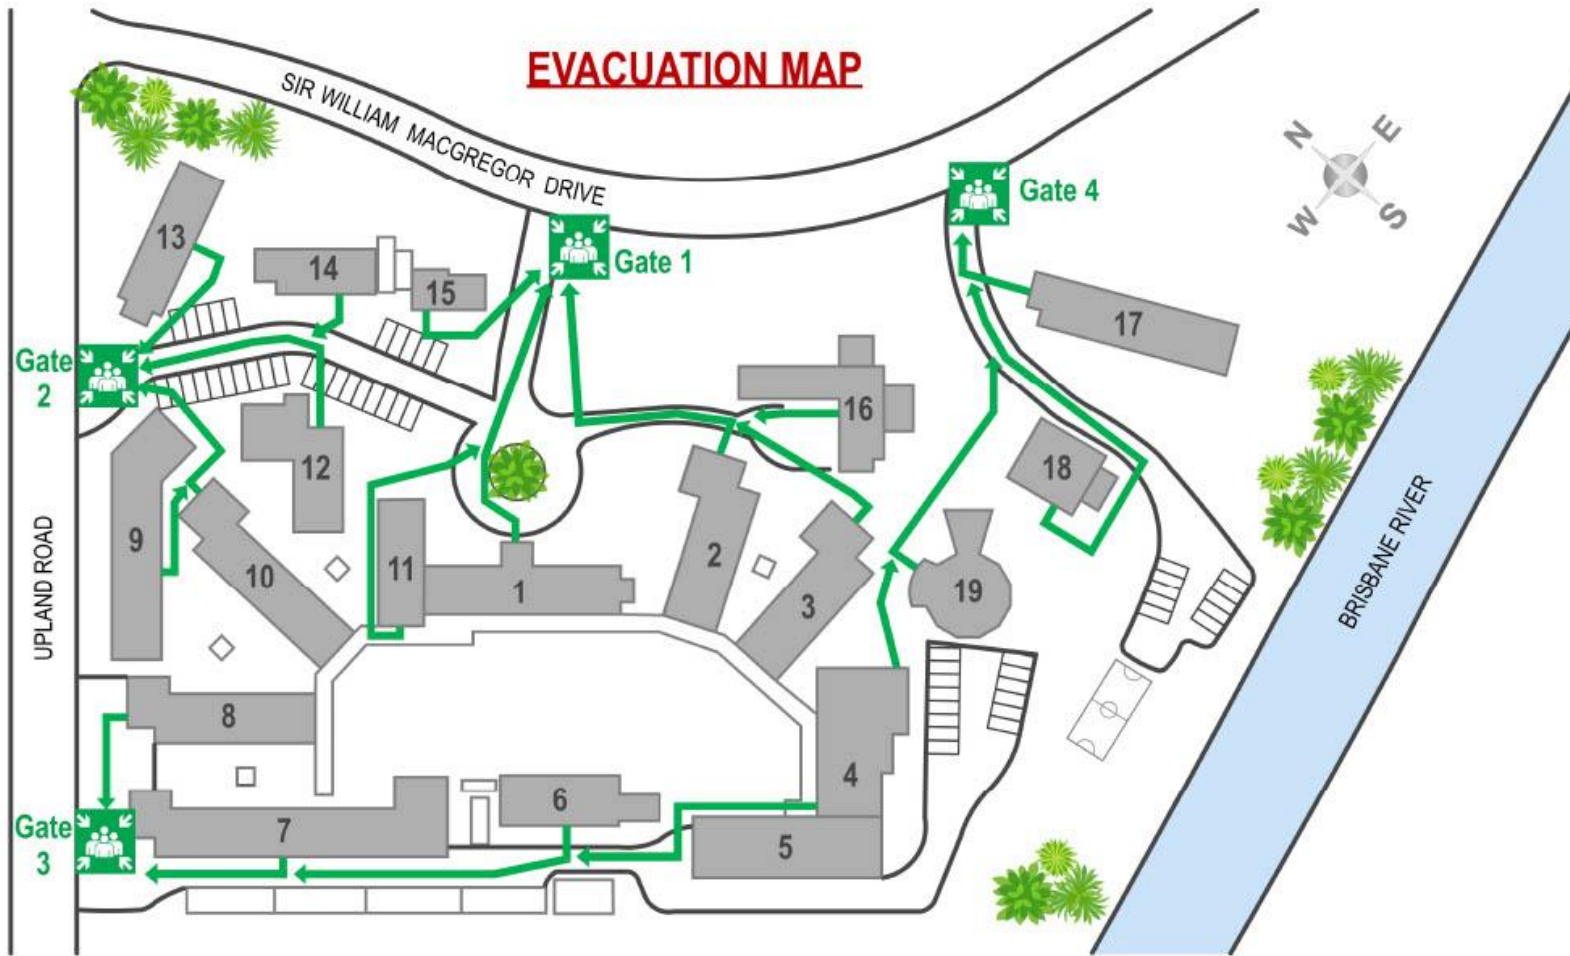 EVACUATION MAP
SIR WILLIAM MACGREGOR DRIVE
N
E
W
S
Gate 4
Gate 1
13
14
15
17
Gate
2
16
12
18
9
10
11
1
2
3
19
UPLAND ROAD
BRISBANE RIVER
8
4
6
7
5
Gate
3